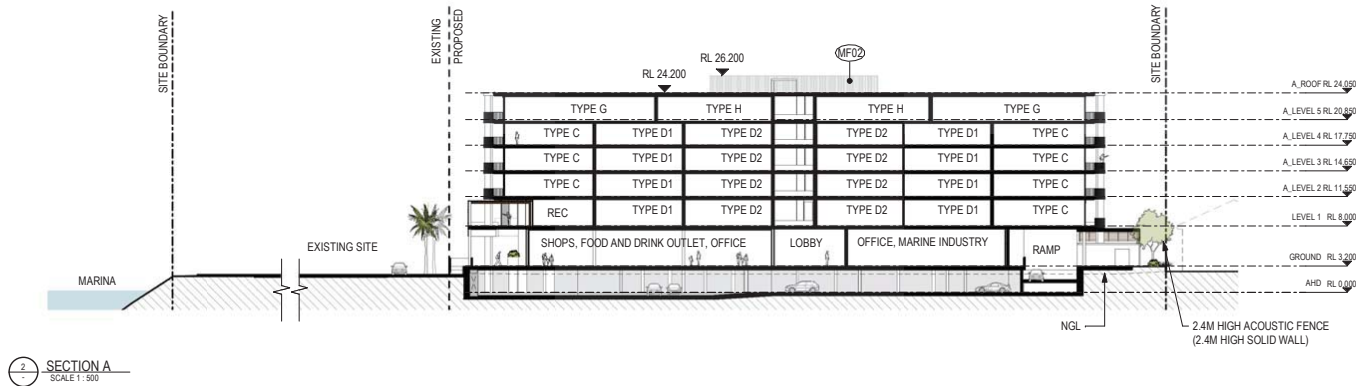 SITE BOUNDARY
EXISTING
PROPOSED
SITE BOUNDARY
MF02
RL 26.200
RL 24.200
A_ROOF RL 24.050
TYPE G TYPE H TYPE H TYPE G
A_LEVEL 5 RL 20.850
TYPE C TYPE D1 TYPE D2 TYPE D2 TYPE D1 TYPE C
A_LEVEL 4 RL 17.750
TYPE C TYPE D1 TYPE D2 TYPE D2 TYPE D1 TYPE C
A_LEVEL 3 RL 14.650
TYPE C TYPE D1 TYPE D2 TYPE D2 TYPE D1 TYPE C
A_LEVEL 2 RL 11.550
REC TYPE D1 TYPE D2 TYPE D2 TYPE D1 TYPE C
LEVEL 1 RL 8.000
EXISTING SITE SHOPS, FOOD AND DRINK OUTLET, OFFICE LOBBY OFFICE, MARINE INDUSTRY RAMP
GROUND RL 3.200
MARINA
AHD RL 0.000
NGL
2.4M HIGH ACOUSTIC FENCE
(2.4M HIGH SOLID WALL)
2
-
SECTION A
SCALE 1 : 500